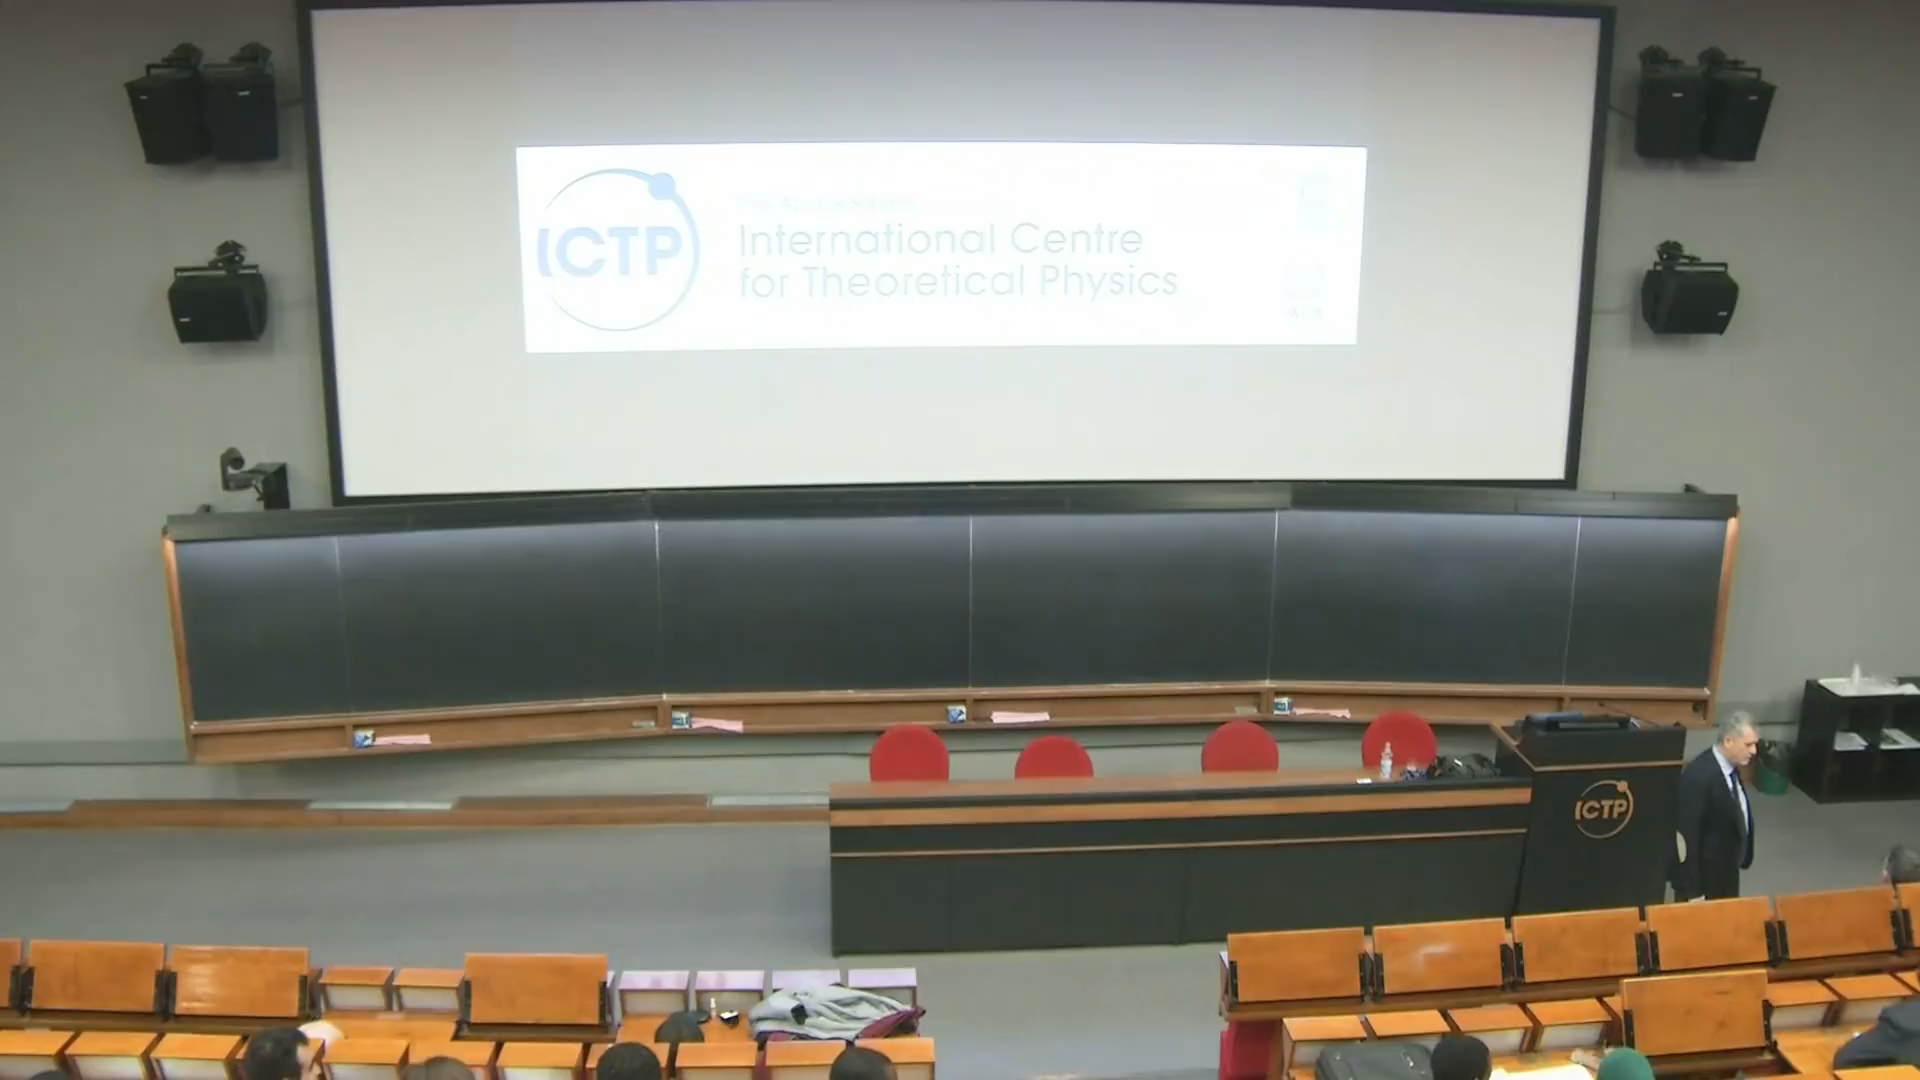 ICTP
International Centre
for Theoretical Physics
ICTP